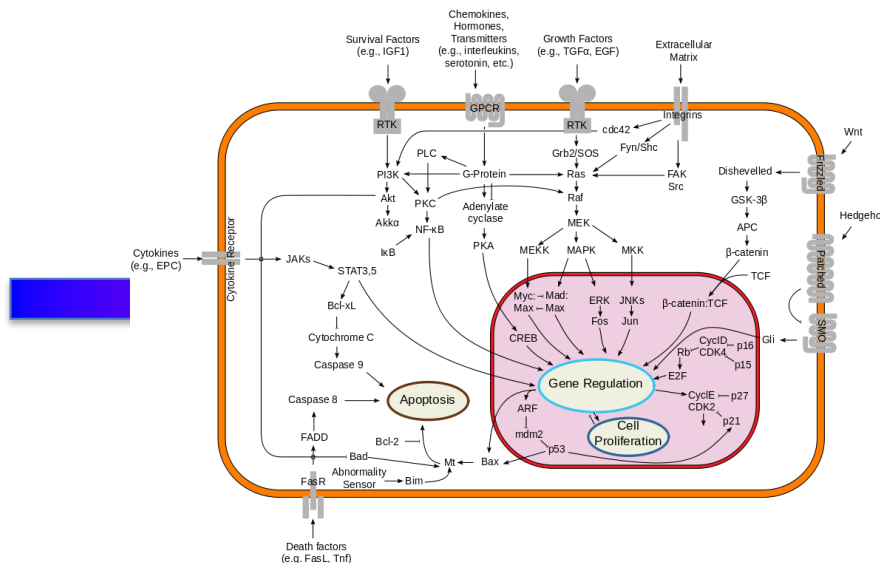 Chemokines,
Hormones,
Transmitters
(e.g., interleukins,
serotonin, etc.)
Survival Factors
(e.g., IGF1)
Growth Factors
(e.g., TGFα, EGF)
Extracellular
Matrix
GPCR
RTK
RTK
Integrins
cdc42
Wnt
Frizzled
Dishevelled
PLC
Grb2/SOS
Fyn/Shc
PI3K
G-Protein
Ras
FAK
Src
Akt
PKC
Adenylate
cyclase
Raf
GSK-3β
Akkα
NF-κB
MEK
APC
Hedgeho
Patched
IκB
PKA
MEKK
MAPK
MKK
β-catenin
TCF
Cytokines
(e.g., EPC)
Cytokine Receptor
JAKs
STAT3,5
Myc:
Mad:
Max
Max
ERK
JNKs
β-catenin:TCF
Bcl-xL
Fos
Jun
SMO
Gli
Cytochrome C
CREB
Rb
CycID
CDK4
p16
p15
Caspase 9
E2F
Gene Regulation
Apoptosis
Caspase 8
ARF
CycIE
CDK2
p27
p21
FADD
Bcl-2
mdm2
Cell
Proliferation
Bad
Mt
Bax
p53
FasR
Abnormality
Sensor
Bim
Death factors
(e.g. FasL, Tnf)